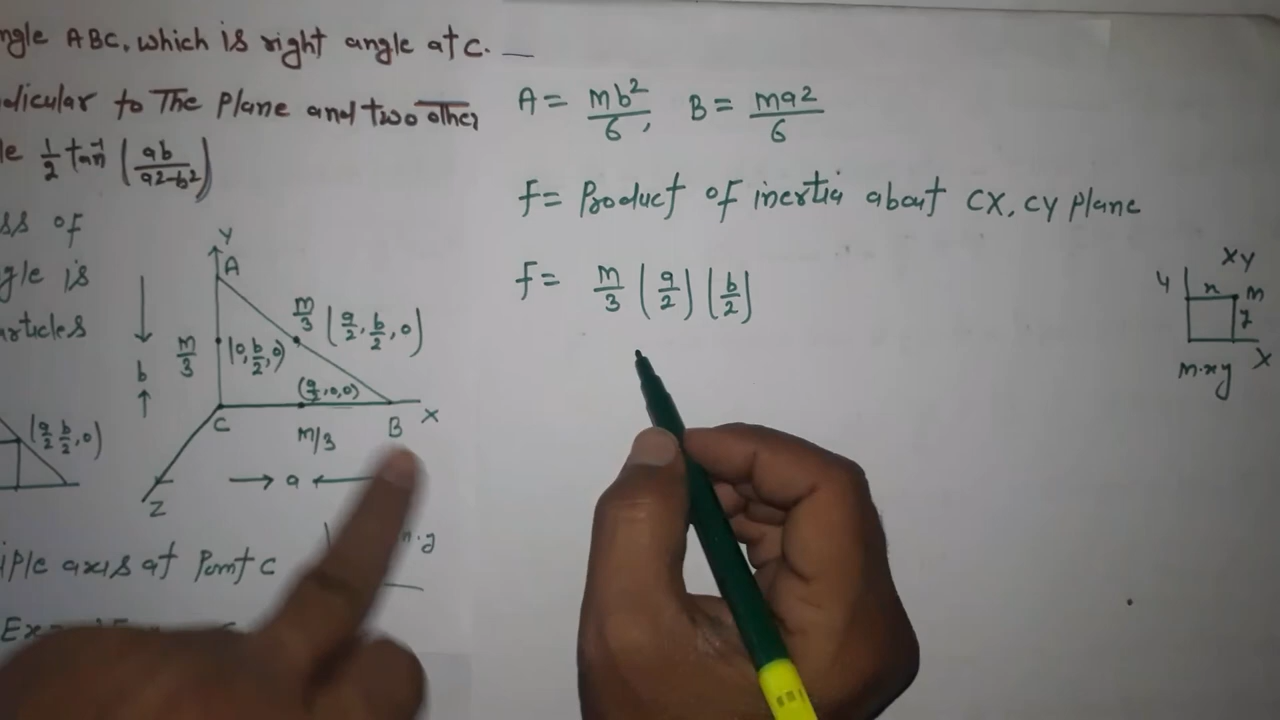 ngle ABC, which is right angle at C.
dicular to The Plane and two other
le 1/2 tan⁻¹ (ab/a2-b2)
ss of
gle is
articles
Y
A
m/3 (a/2, b/2, 0)
m/3 (0, b/2, 0)
b
(a/2, 0, 0)
C
m/3
B
X
a
Z
(a/2 b/2, 0)
axis at Point C
A = mb²/6, B = ma2/6
f = Product of inertia about CX, CY plane
f = m/3 (a/2) (b/2)
XY
Y
x
m
y
X
m.xy